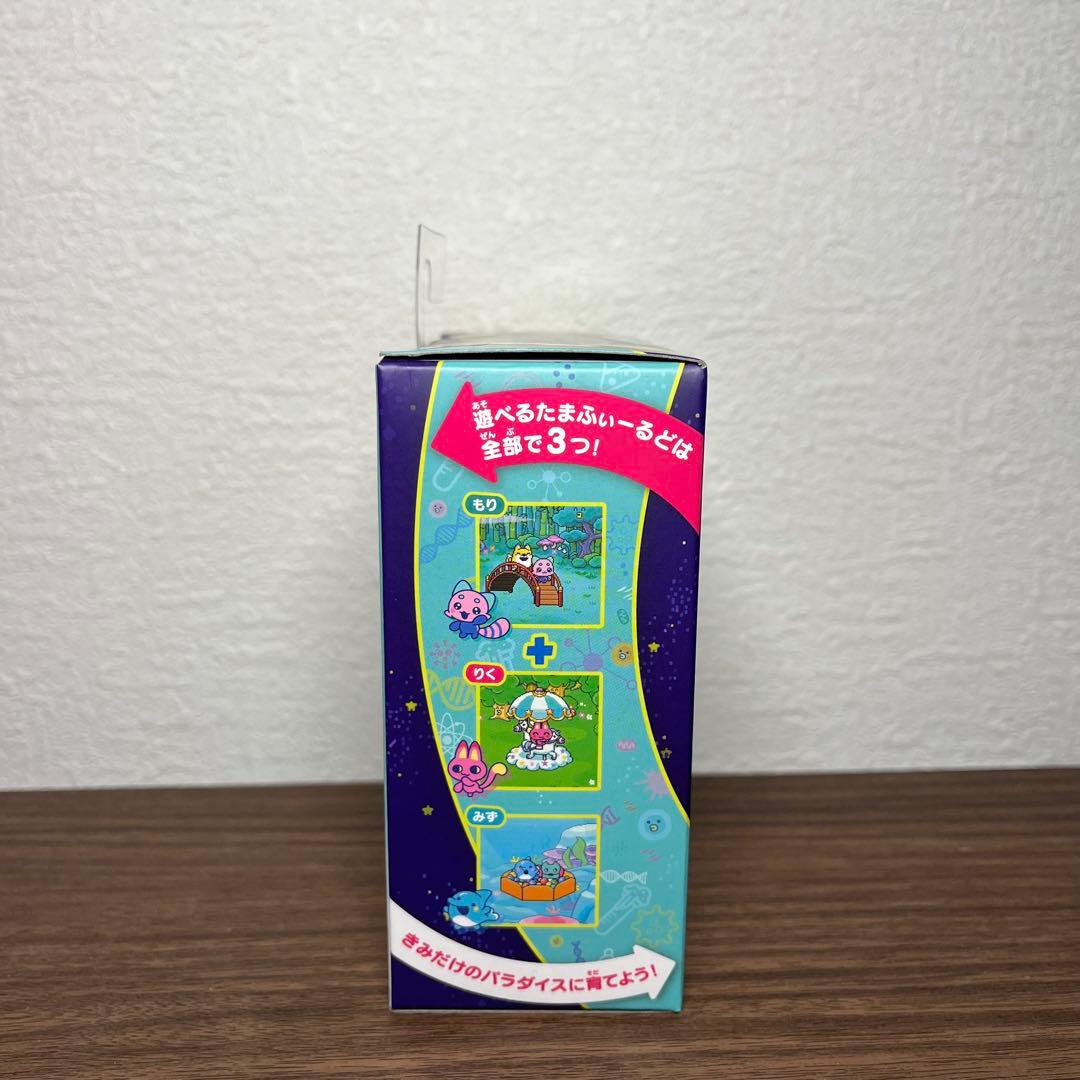 遊べるたまふぃーるどは
全部で3つ!
もり
りく
みず
きみだけのパラダイスに育てよう!